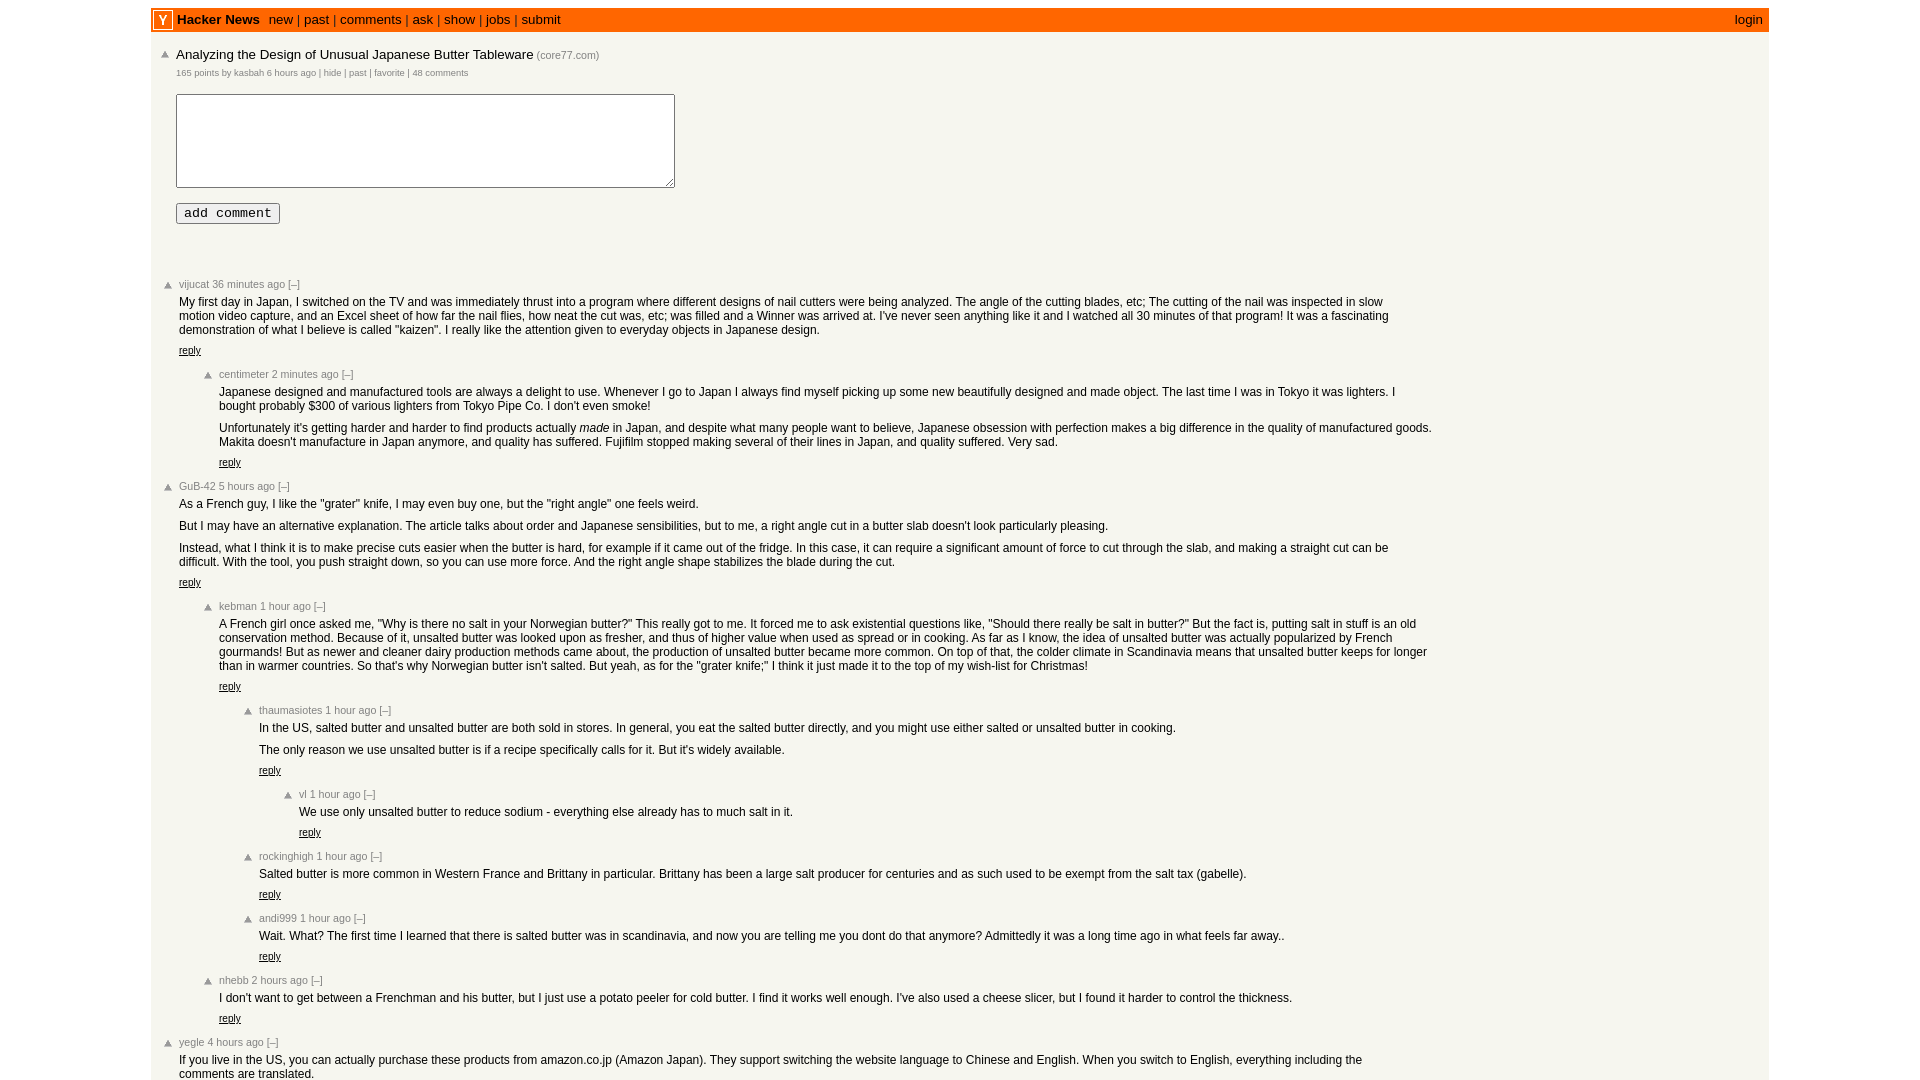 Y Hacker News new | past | comments | ask | show | jobs | submit login
Analyzing the Design of Unusual Japanese Butter Tableware (core77.com)
165 points by kasbah 6 hours ago | hide | past | favorite | 48 comments
add comment
vijucat 36 minutes ago [–]
My first day in Japan, I switched on the TV and was immediately thrust into a program where different designs of nail cutters were being analyzed. The angle of the cutting blades, etc; The cutting of the nail was inspected in slow
motion video capture, and an Excel sheet of how far the nail flies, how neat the cut was, etc; was filled and a Winner was arrived at. I've never seen anything like it and I watched all 30 minutes of that program! It was a fascinating
demonstration of what I believe is called "kaizen". I really like the attention given to everyday objects in Japanese design.
reply
centimeter 2 minutes ago [–]
Japanese designed and manufactured tools are always a delight to use. Whenever I go to Japan I always find myself picking up some new beautifully designed and made object. The last time I was in Tokyo it was lighters. I
bought probably $300 of various lighters from Tokyo Pipe Co. I don't even smoke!
Unfortunately it's getting harder and harder to find products actually made in Japan, and despite what many people want to believe, Japanese obsession with perfection makes a big difference in the quality of manufactured goods.
Makita doesn't manufacture in Japan anymore, and quality has suffered. Fujifilm stopped making several of their lines in Japan, and quality suffered. Very sad.
reply
GuB-42 5 hours ago [–]
As a French guy, I like the "grater" knife, I may even buy one, but the "right angle" one feels weird.
But I may have an alternative explanation. The article talks about order and Japanese sensibilities, but to me, a right angle cut in a butter slab doesn't look particularly pleasing.
Instead, what I think it is to make precise cuts easier when the butter is hard, for example if it came out of the fridge. In this case, it can require a significant amount of force to cut through the slab, and making a straight cut can be
difficult. With the tool, you push straight down, so you can use more force. And the right angle shape stabilizes the blade during the cut.
reply
kebman 1 hour ago [–]
A French girl once asked me, "Why is there no salt in your Norwegian butter?" This really got to me. It forced me to ask existential questions like, "Should there really be salt in butter?" But the fact is, putting salt in stuff is an old
conservation method. Because of it, unsalted butter was looked upon as fresher, and thus of higher value when used as spread or in cooking. As far as I know, the idea of unsalted butter was actually popularized by French
gourmands! But as newer and cleaner dairy production methods came about, the production of unsalted butter became more common. On top of that, the colder climate in Scandinavia means that unsalted butter keeps for longer
than in warmer countries. So that's why Norwegian butter isn't salted. But yeah, as for the "grater knife;" I think it just made it to the top of my wish-list for Christmas!
reply
thaumasiotes 1 hour ago [–]
In the US, salted butter and unsalted butter are both sold in stores. In general, you eat the salted butter directly, and you might use either salted or unsalted butter in cooking.
The only reason we use unsalted butter is if a recipe specifically calls for it. But it's widely available.
reply
vl 1 hour ago [–]
We use only unsalted butter to reduce sodium - everything else already has to much salt in it.
reply
rockinghigh 1 hour ago [–]
Salted butter is more common in Western France and Brittany in particular. Brittany has been a large salt producer for centuries and as such used to be exempt from the salt tax (gabelle).
reply
andi999 1 hour ago [–]
Wait. What? The first time I learned that there is salted butter was in scandinavia, and now you are telling me you dont do that anymore? Admittedly it was a long time ago in what feels far away..
reply
nhebb 2 hours ago [–]
I don't want to get between a Frenchman and his butter, but I just use a potato peeler for cold butter. I find it works well enough. I've also used a cheese slicer, but I found it harder to control the thickness.
reply
yegle 4 hours ago [–]
If you live in the US, you can actually purchase these products from amazon.co.jp (Amazon Japan). They support switching the website language to Chinese and English. When you switch to English, everything including the
comments are translated.